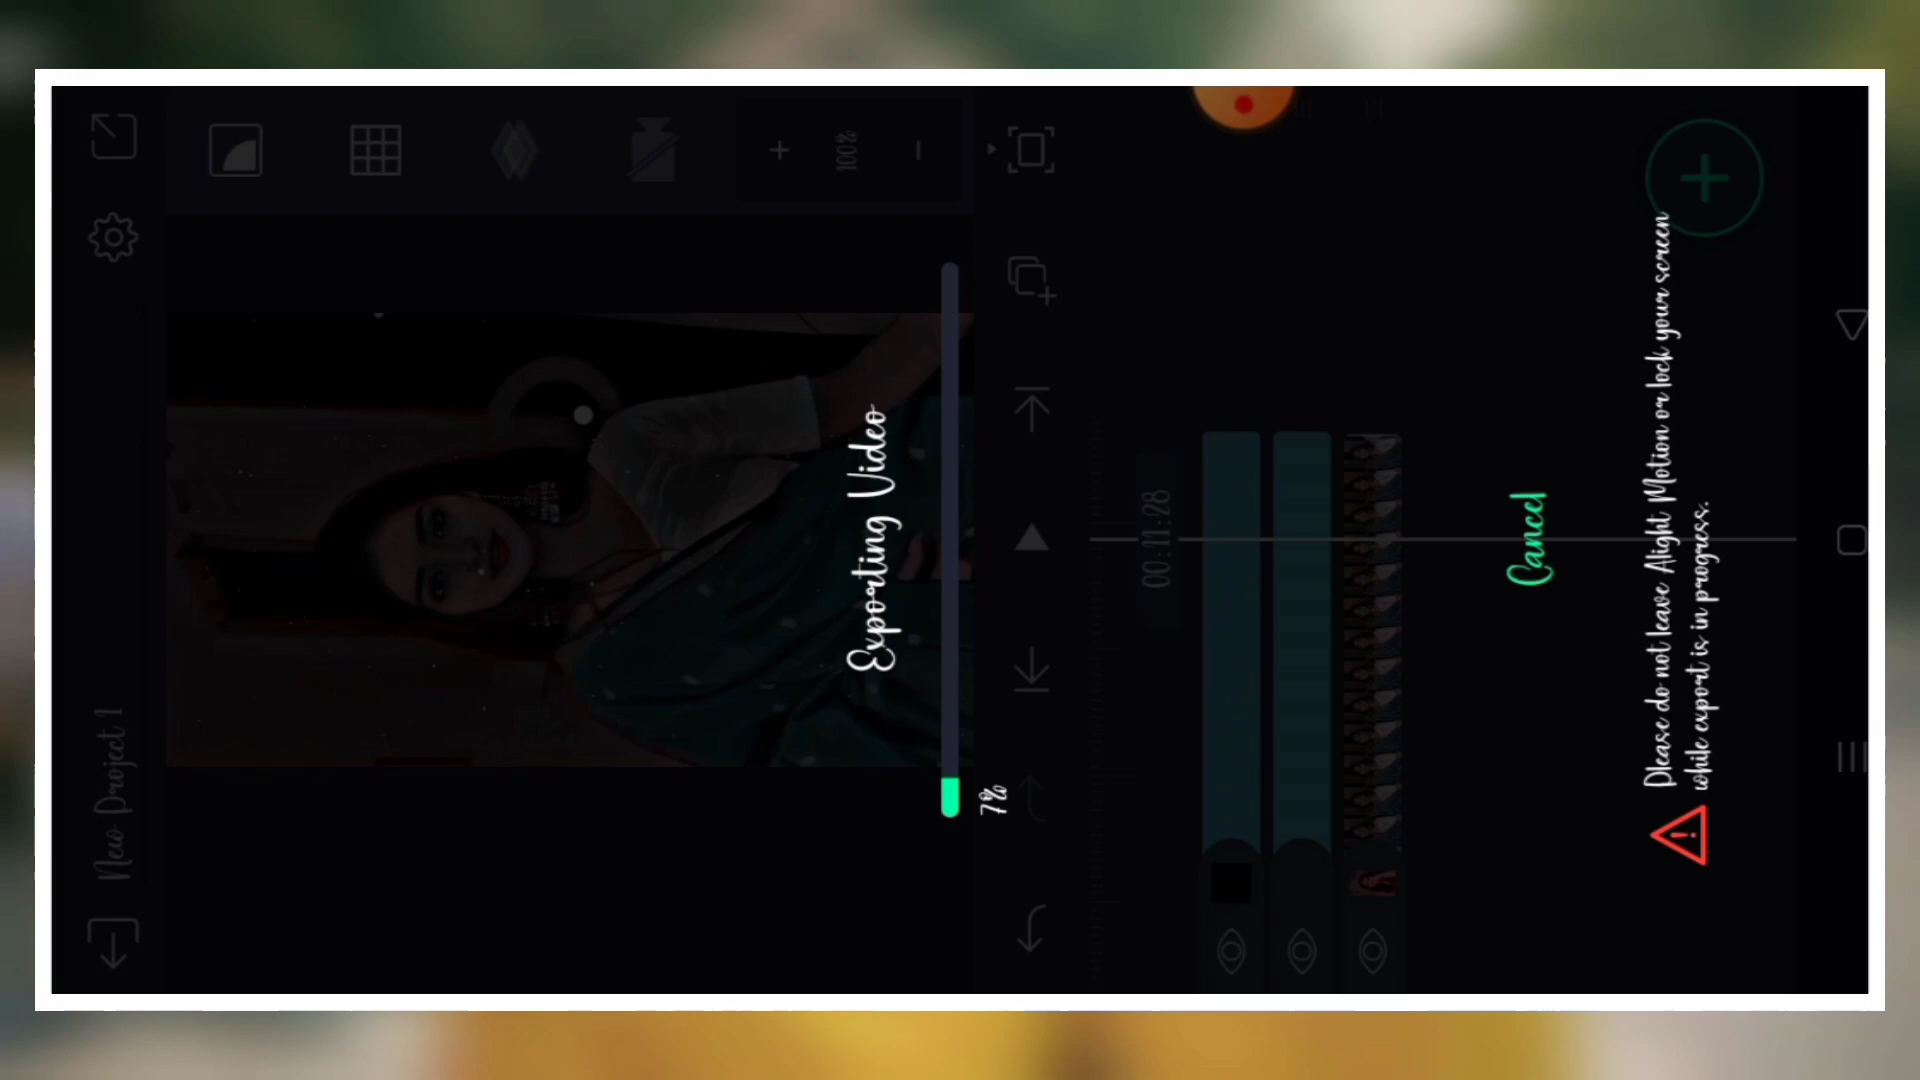 New Project 1
100%
Exporting Video
7%
00:11:28
Cancel
Please do not leave Alight Motion or lock your screen
while export is in progress.